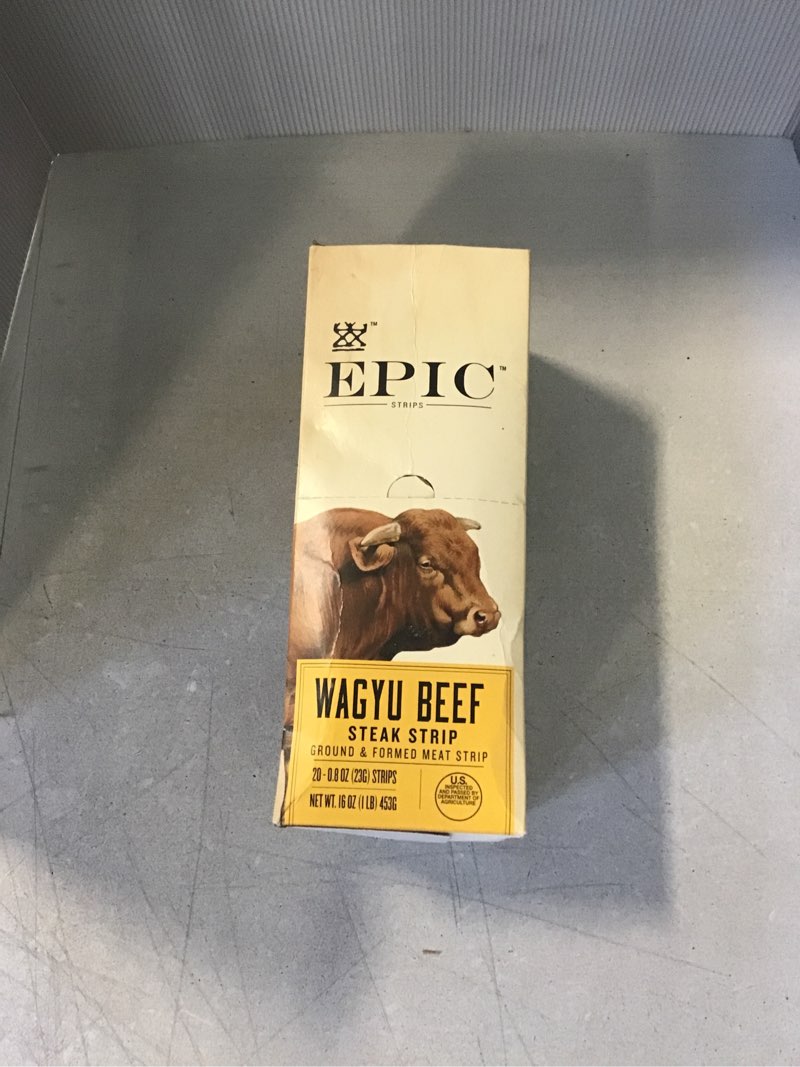 ™
EPIC™
STRIPS
WAGYU BEEF
STEAK STRIP
GROUND & FORMED MEAT STRIP
20-0.8 OZ (23G) STRIPS
NET WT. 16 OZ (1 LB) 453G
U.S.
INSPECTED
AND PASSED BY
DEPARTMENT OF
AGRICULTURE